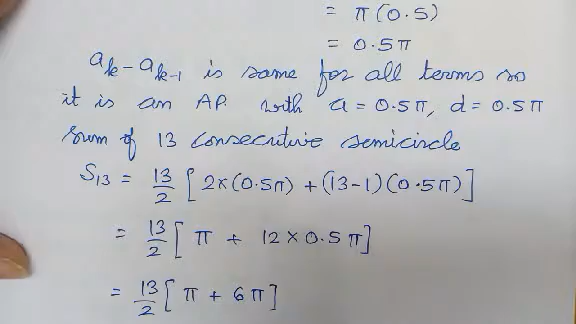 = π(0.5)
= 0.5π
a_k - a_k-1 is same for all terms so
it is an AP. with a = 0.5π, d = 0.5π
Sum of 13 consecutive semicircle
S₁₃ = 13/2 [2×(0.5π) + (13-1)(0.5π)]
= 13/2 [π + 12×0.5π]
= 13/2 [π + 6π]